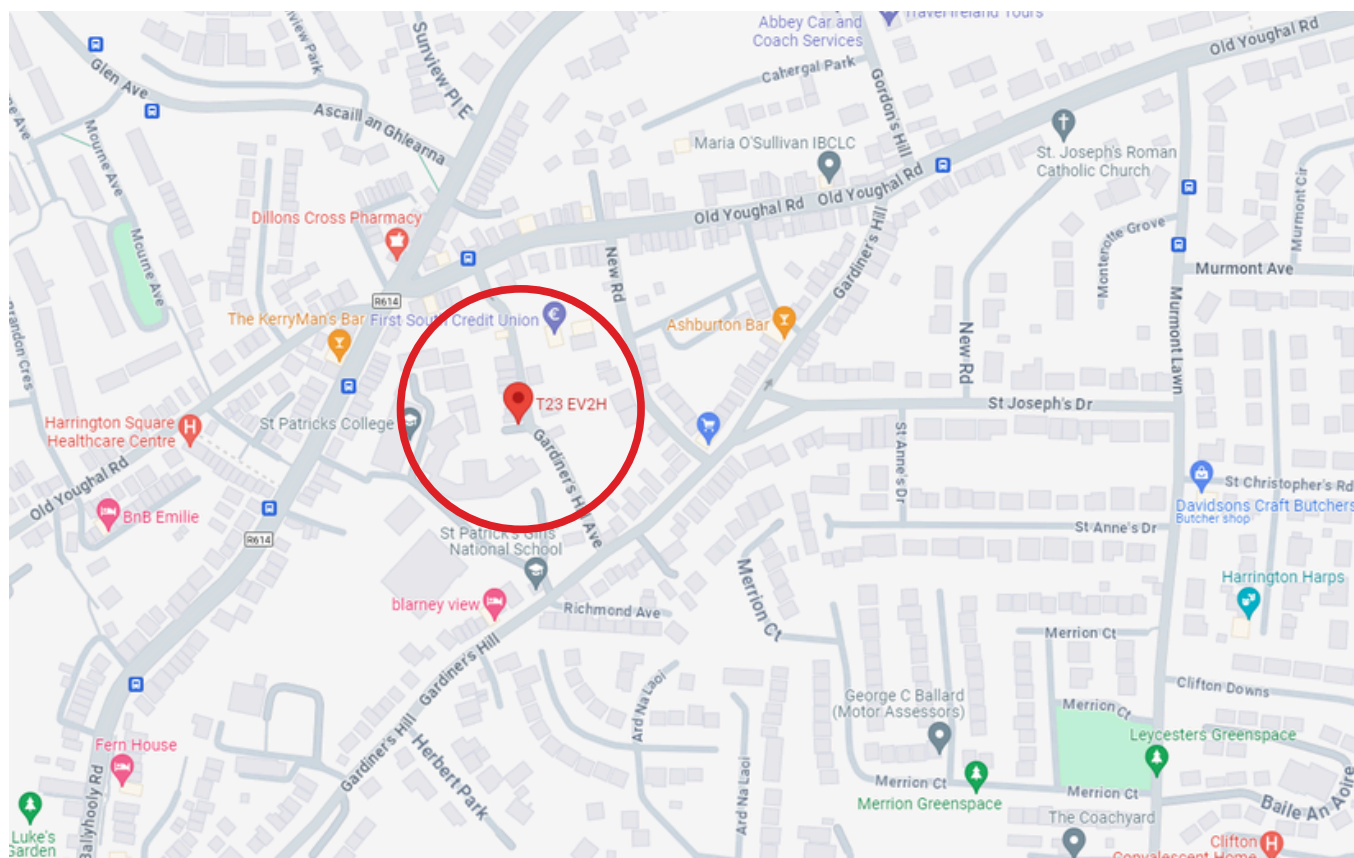 Abbey Car and
Coach Services
Travel Ireland Tours
Old Youghal Rd
Sunview Pl E
Glen Ave
Cahergal Park
Gordon's Hill
Ascaill an Ghlearna
Mourne Ave
Maria O'Sullivan IBCLC
St. Joseph's Roman
Catholic Church
Old Youghal Rd
Old Youghal Rd
Dillons Cross Pharmacy
Mourne Ave
New Rd
Gardiner's Hill
Monterotte Grove
Murmont Cir
Murmont Ave
R614
The KerryMan's Bar
First South Credit Union
Ashburton Bar
Murmont Lawn
New Rd
Brandon Cres
T23 EV2H
St Joseph's Dr
Harrington Square
Healthcare Centre
St Patricks College
Gardiner's Hill Ave
St Anne's Dr
Old Youghal Rd
St Christopher's Rd
Davidsons Craft Butchers
Butcher shop
BnB Emilie
R614
St Patrick's Girls
National School
St Anne's Dr
Merrion Ct
Harrington Harps
blarney view
Richmond Ave
Merrion Ct
Gardiner's Hill
Ard Na Laoi
Clifton Downs
George C Ballard
(Motor Assessors)
Merrion Ct
Leycesters Greenspace
Fern House
Gardiner's Hill
Herbert Park
Ard Na Laoi
Merrion Ct
Merrion Greenspace
Merrion Ct
Baile An Aoire
Ballyhooly Rd
Luke's
Garden
The Coachyard
Clifton
Convalescent Home